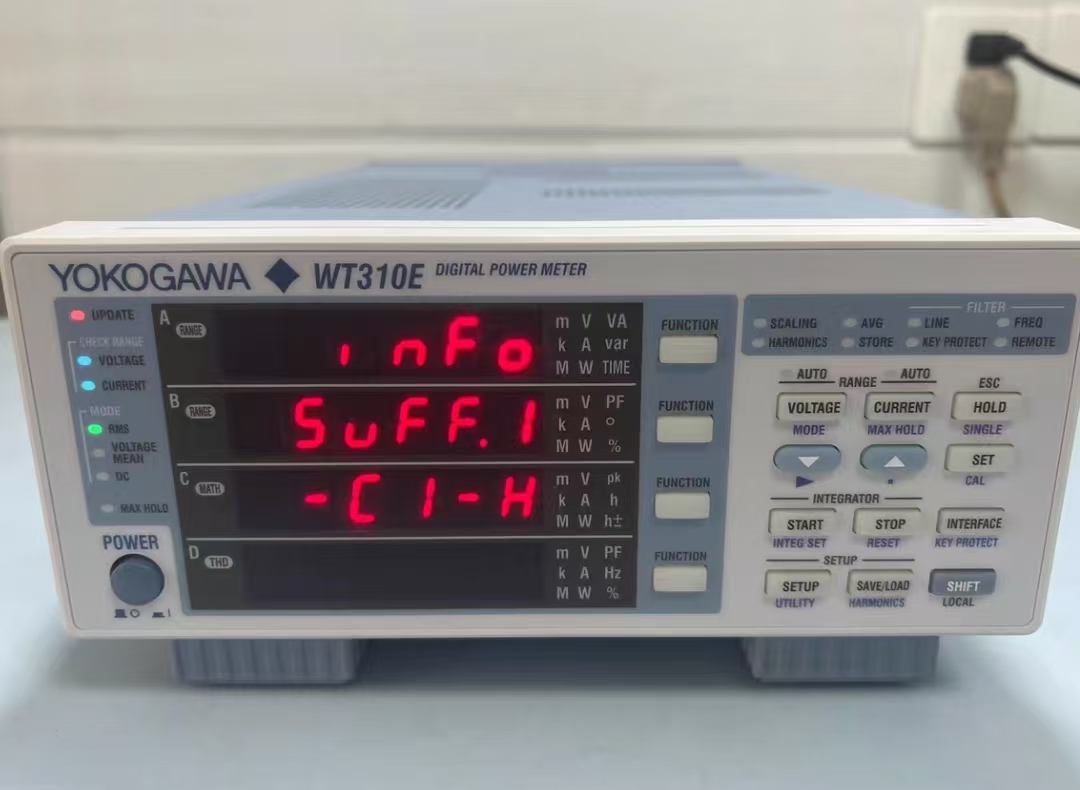 YOKOGAWA WT310E DIGITAL POWER METER
UPDATE
CHECK RANGE
VOLTAGE
CURRENT
MODE
RMS
VOLTAGE
MEAN
DC
MAX HOLD
POWER
A RANGE
inFo
m V VA
k A var
M W TIME
FUNCTION
B RANGE
SuFF.1
m V PF
k A °
M W %
FUNCTION
C MATH
-C1-H
m V pk
k A h
M W h±
FUNCTION
D THD
m V PF
k A Hz
M W %
FUNCTION
FILTER
SCALING AVG LINE FREQ
HARMONICS STORE KEY PROTECT REMOTE
AUTO RANGE AUTO ESC
VOLTAGE CURRENT HOLD
MODE MAX HOLD SINGLE
SET
CAL
INTEGRATOR
START STOP INTERFACE
INTEG SET RESET KEY PROTECT
SETUP
SETUP SAVE/LOAD SHIFT
UTILITY HARMONICS LOCAL